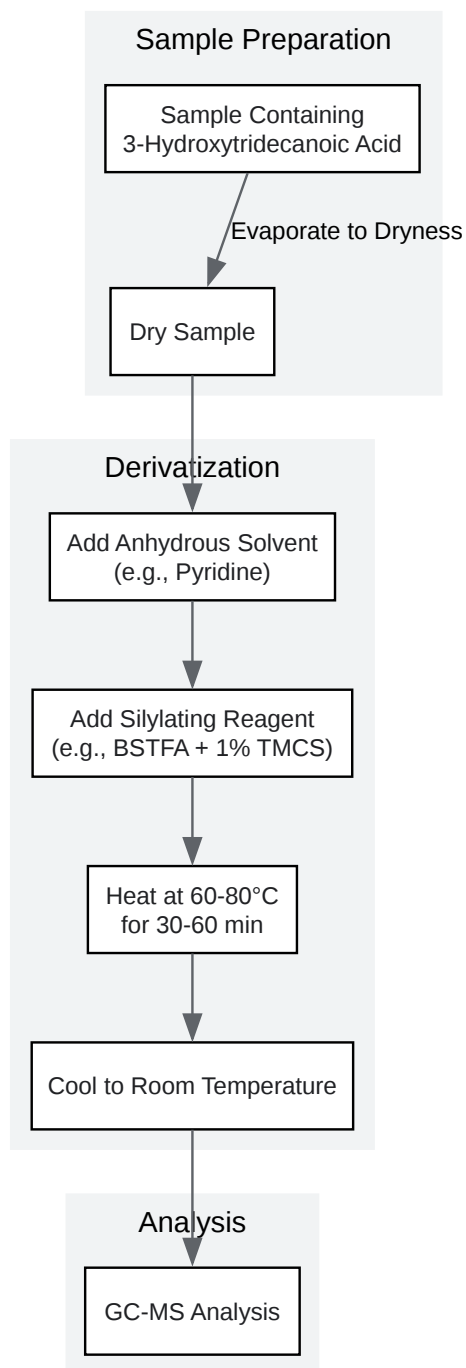 Sample Preparation
Sample Containing
3-Hydroxytridecanoic Acid
Evaporate to Dryness
Dry Sample
Derivatization
Add Anhydrous Solvent
(e.g., Pyridine)
Add Silylating Reagent
(e.g., BSTFA + 1% TMCS)
Heat at 60-80°C
for 30-60 min
Cool to Room Temperature
Analysis
GC-MS Analysis